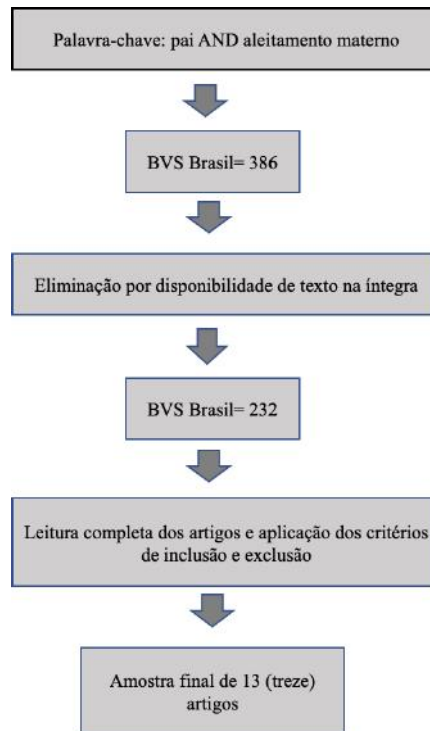 Palavra-chave: pai AND aleitamento materno
BVS Brasil= 386
Eliminação por disponibilidade de texto na íntegra
BVS Brasil= 232
Leitura completa dos artigos e aplicação dos critérios
de inclusão e exclusão
Amostra final de 13 (treze)
artigos